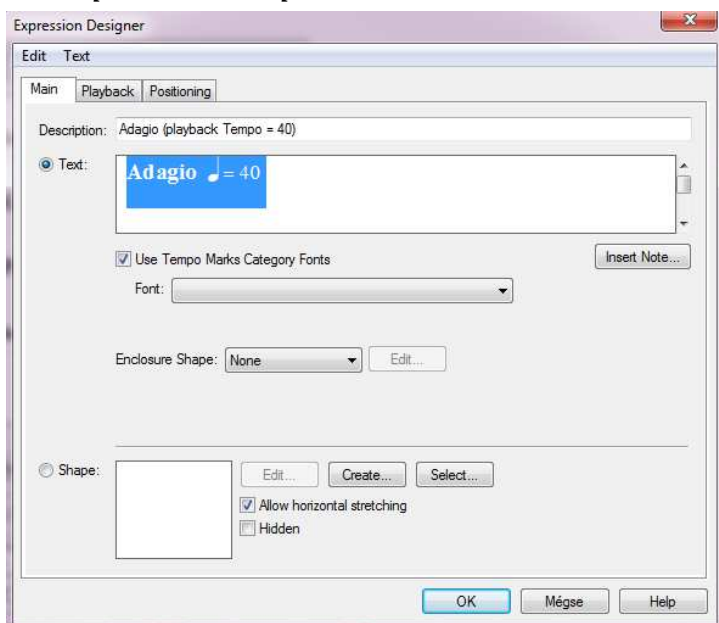 Expression Designer
Edit Text
Main Playback Positioning
Description: Adagio (playback Tempo = 40)
Text: Adagio ♩ = 40
Use Tempo Marks Category Fonts Insert Note...
Font:
Enclosure Shape: None Edit...
Shape: Edit... Create... Select...
Allow horizontal stretching
Hidden
OK Mégse Help